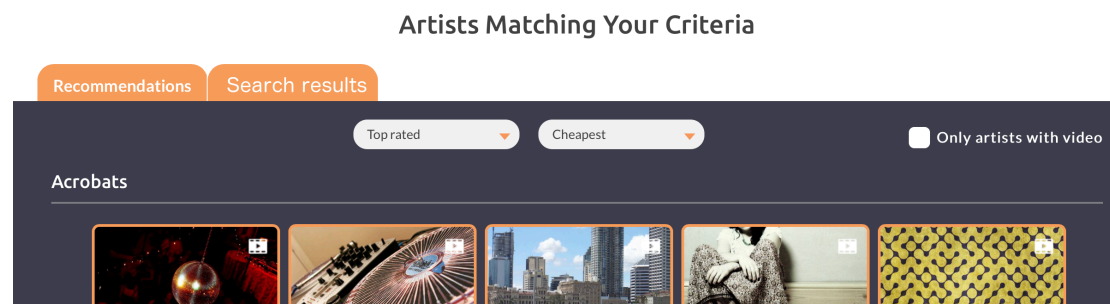 Artists Matching Your Criteria
Recommendations
Search results
Top rated
Cheapest
Only artists with video
Acrobats